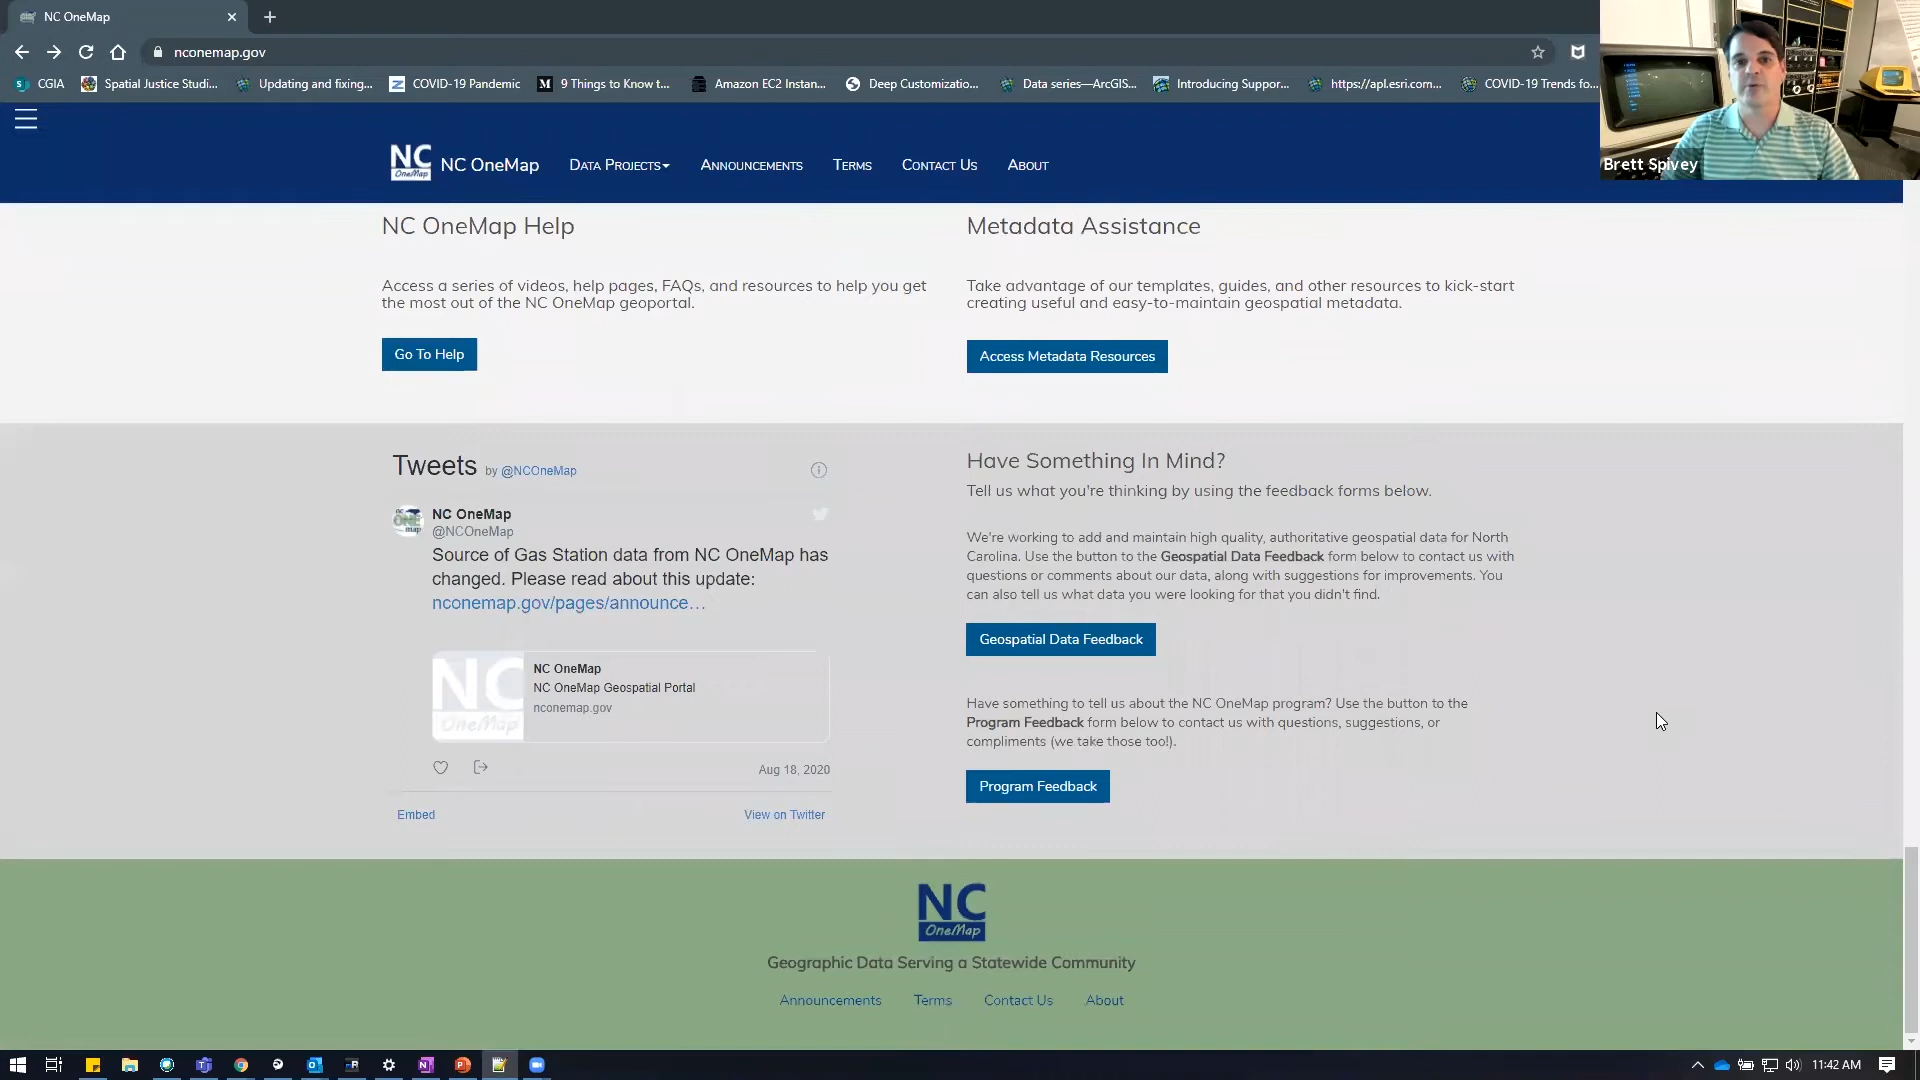 NC OneMap
nconemap.gov
CGIA
Spatial Justice Studi...
Updating and fixing...
COVID-19 Pandemic
9 Things to Know t...
Amazon EC2 Instan...
Deep Customizatio...
Data series—ArcGIS...
Introducing Suppor...
https://apl.esri.com...
COVID-19 Trends fo...
Brett Spivey
NC
OneMap
NC OneMap
Data Projects
Announcements
Terms
Contact Us
About
NC OneMap Help
Access a series of videos, help pages, FAQs, and resources to help you get
the most out of the NC OneMap geoportal.
Go To Help
Metadata Assistance
Take advantage of our templates, guides, and other resources to kick-start
creating useful and easy-to-maintain geospatial metadata.
Access Metadata Resources
Tweets by @NCOneMap
NC OneMap
@NCOneMap
Source of Gas Station data from NC OneMap has
changed. Please read about this update:
nconemap.gov/pages/announce…
NC
OneMap
NC OneMap
NC OneMap Geospatial Portal
nconemap.gov
Aug 18, 2020
Embed
View on Twitter
Have Something In Mind?
Tell us what you're thinking by using the feedback forms below.
We're working to add and maintain high quality, authoritative geospatial data for North
Carolina. Use the button to the Geospatial Data Feedback form below to contact us with
questions or comments about our data, along with suggestions for improvements. You
can also tell us what data you were looking for that you didn't find.
Geospatial Data Feedback
Have something to tell us about the NC OneMap program? Use the button to the
Program Feedback form below to contact us with questions, suggestions, or
compliments (we take those too!).
Program Feedback
NC
OneMap
Geographic Data Serving a Statewide Community
Announcements
Terms
Contact Us
About
11:42 AM